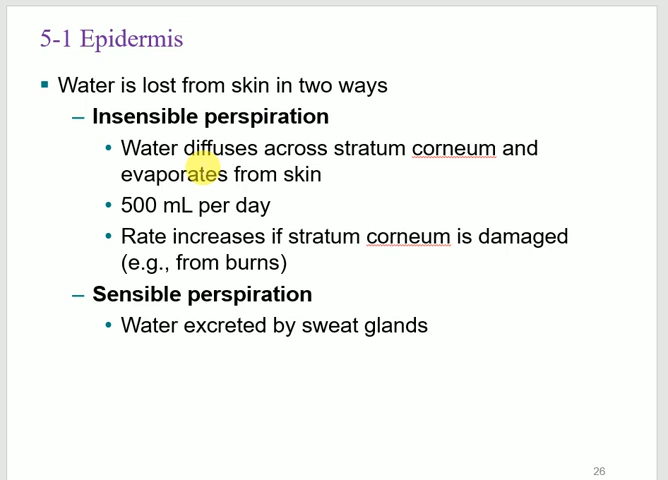 5-1 Epidermis
▪ Water is lost from skin in two ways
– Insensible perspiration
• Water diffuses across stratum corneum and
evaporates from skin
• 500 mL per day
• Rate increases if stratum corneum is damaged
(e.g., from burns)
– Sensible perspiration
• Water excreted by sweat glands
26